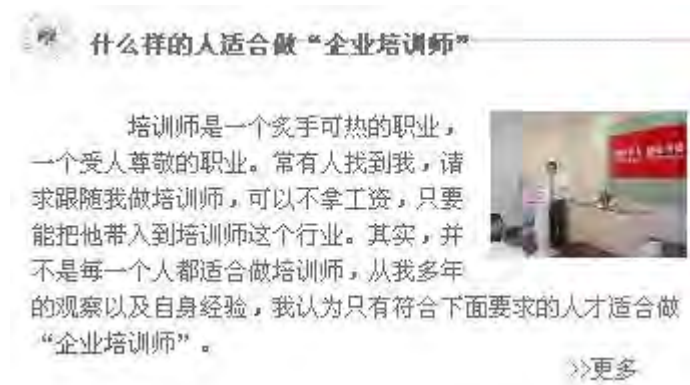 什么样的人适合做“企业培训师”
培训师是一个炙手可热的职业，
一个受人尊敬的职业。常有人找到我，请
求跟随我做培训师，可以不拿工资，只要
能把他带入到培训师这个行业。其实，并
不是每一个人都适合做培训师，从我多年
的观察以及自身经验，我认为只有符合下面要求的人才适合做
“企业培训师”。
>>更多